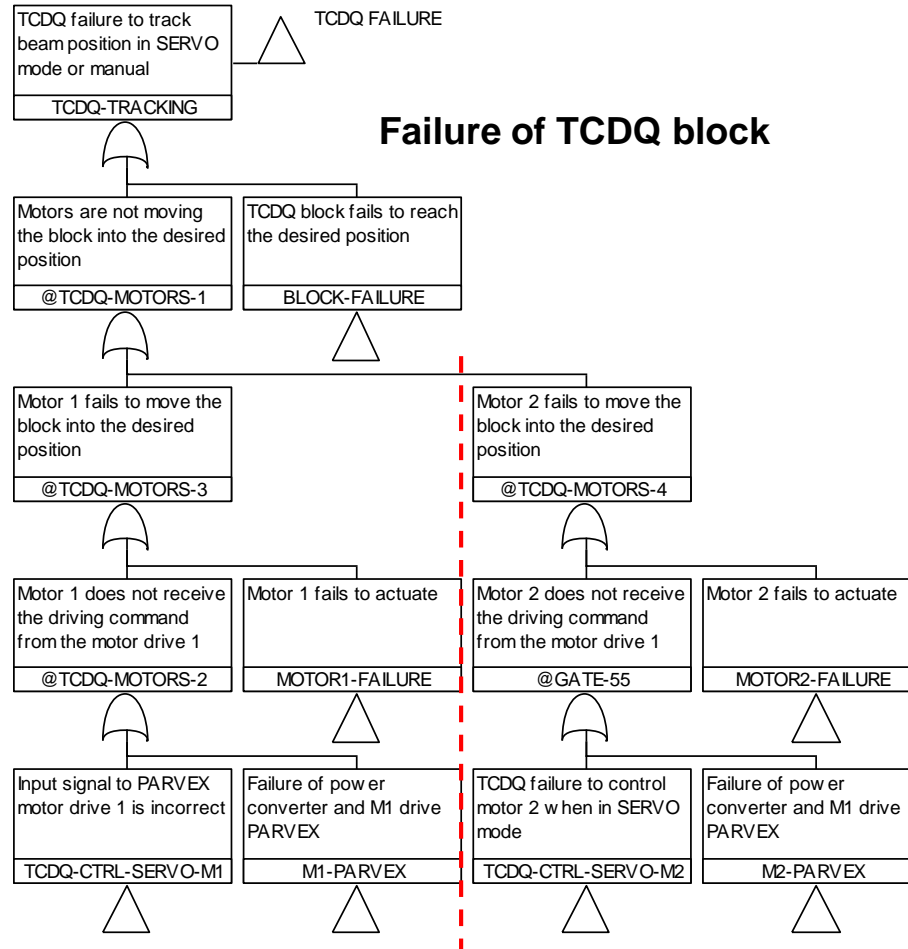 TCDQ failure to track
beam position in SERVO
mode or manual
TCDQ-TRACKING
TCDQ FAILURE
Failure of TCDQ block
Motors are not moving
the block into the desired
position
@TCDQ-MOTORS-1
TCDQ block fails to reach
the desired position
BLOCK-FAILURE
Motor 1 fails to move the
block into the desired
position
@TCDQ-MOTORS-3
Motor 2 fails to move the
block into the desired
position
@TCDQ-MOTORS-4
Motor 1 does not receive
the driving command
from the motor drive 1
@TCDQ-MOTORS-2
Motor 1 fails to actuate
MOTOR1-FAILURE
Motor 2 does not receive
the driving command
from the motor drive 1
@GATE-55
Motor 2 fails to actuate
MOTOR2-FAILURE
Input signal to PARVEX
motor drive 1 is incorrect
TCDQ-CTRL-SERVO-M1
Failure of power
converter and M1 drive
PARVEX
M1-PARVEX
TCDQ failure to control
motor 2 when in SERVO
mode
TCDQ-CTRL-SERVO-M2
Failure of power
converter and M1 drive
PARVEX
M2-PARVEX